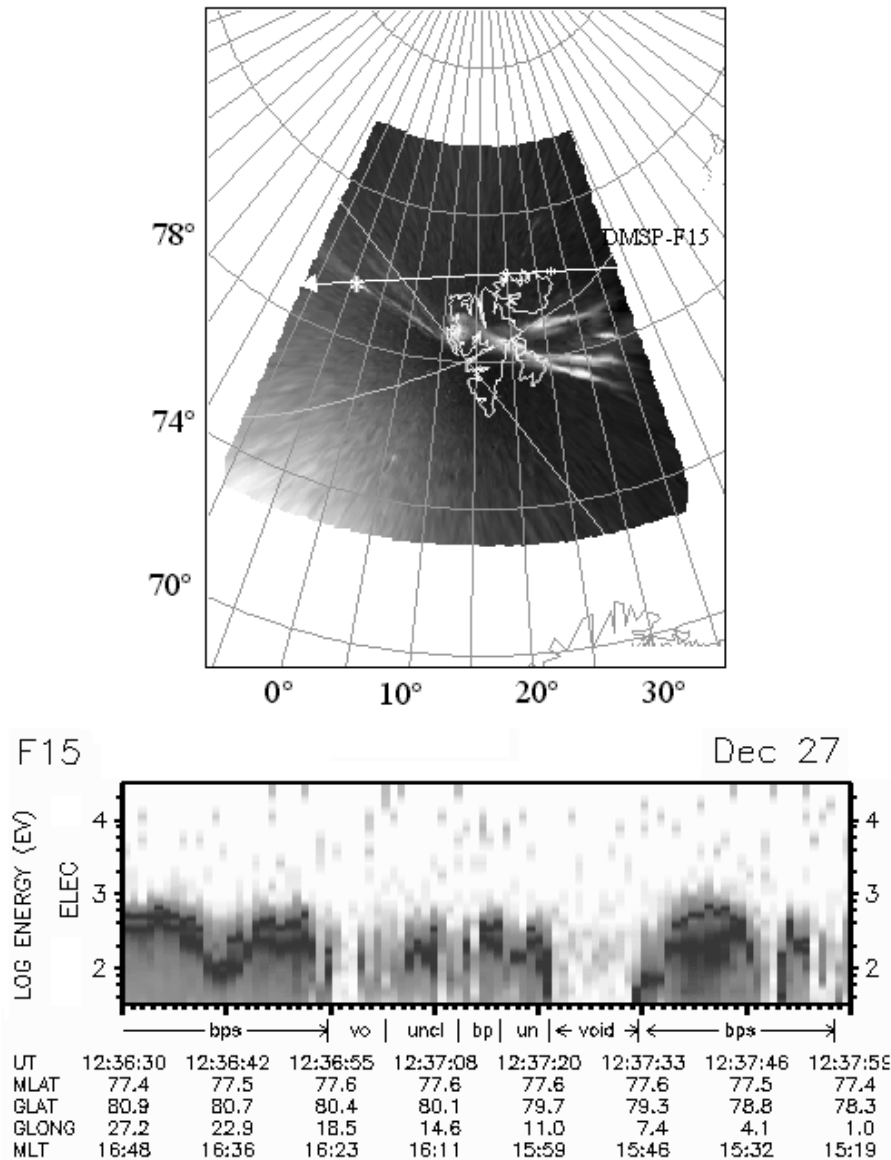 78°
DMSP-F15
74°
70°
0° 10° 20° 30°
F15 Dec 27
LOG ENERGY (EV)
ELEC
4 4
3 3
2 2
bps vo uncl bp un void bps
UT 12:36:30 12:36:42 12:36:55 12:37:08 12:37:20 12:37:33 12:37:46 12:37:59
MLAT 77.4 77.5 77.6 77.6 77.6 77.6 77.5 77.4
GLAT 80.9 80.7 80.4 80.1 79.7 79.3 78.8 78.3
GLONG 27.2 22.9 18.5 14.6 11.0 7.4 4.1 1.0
MLT 16:48 16:36 16:23 16:11 15:59 15:46 15:32 15:19